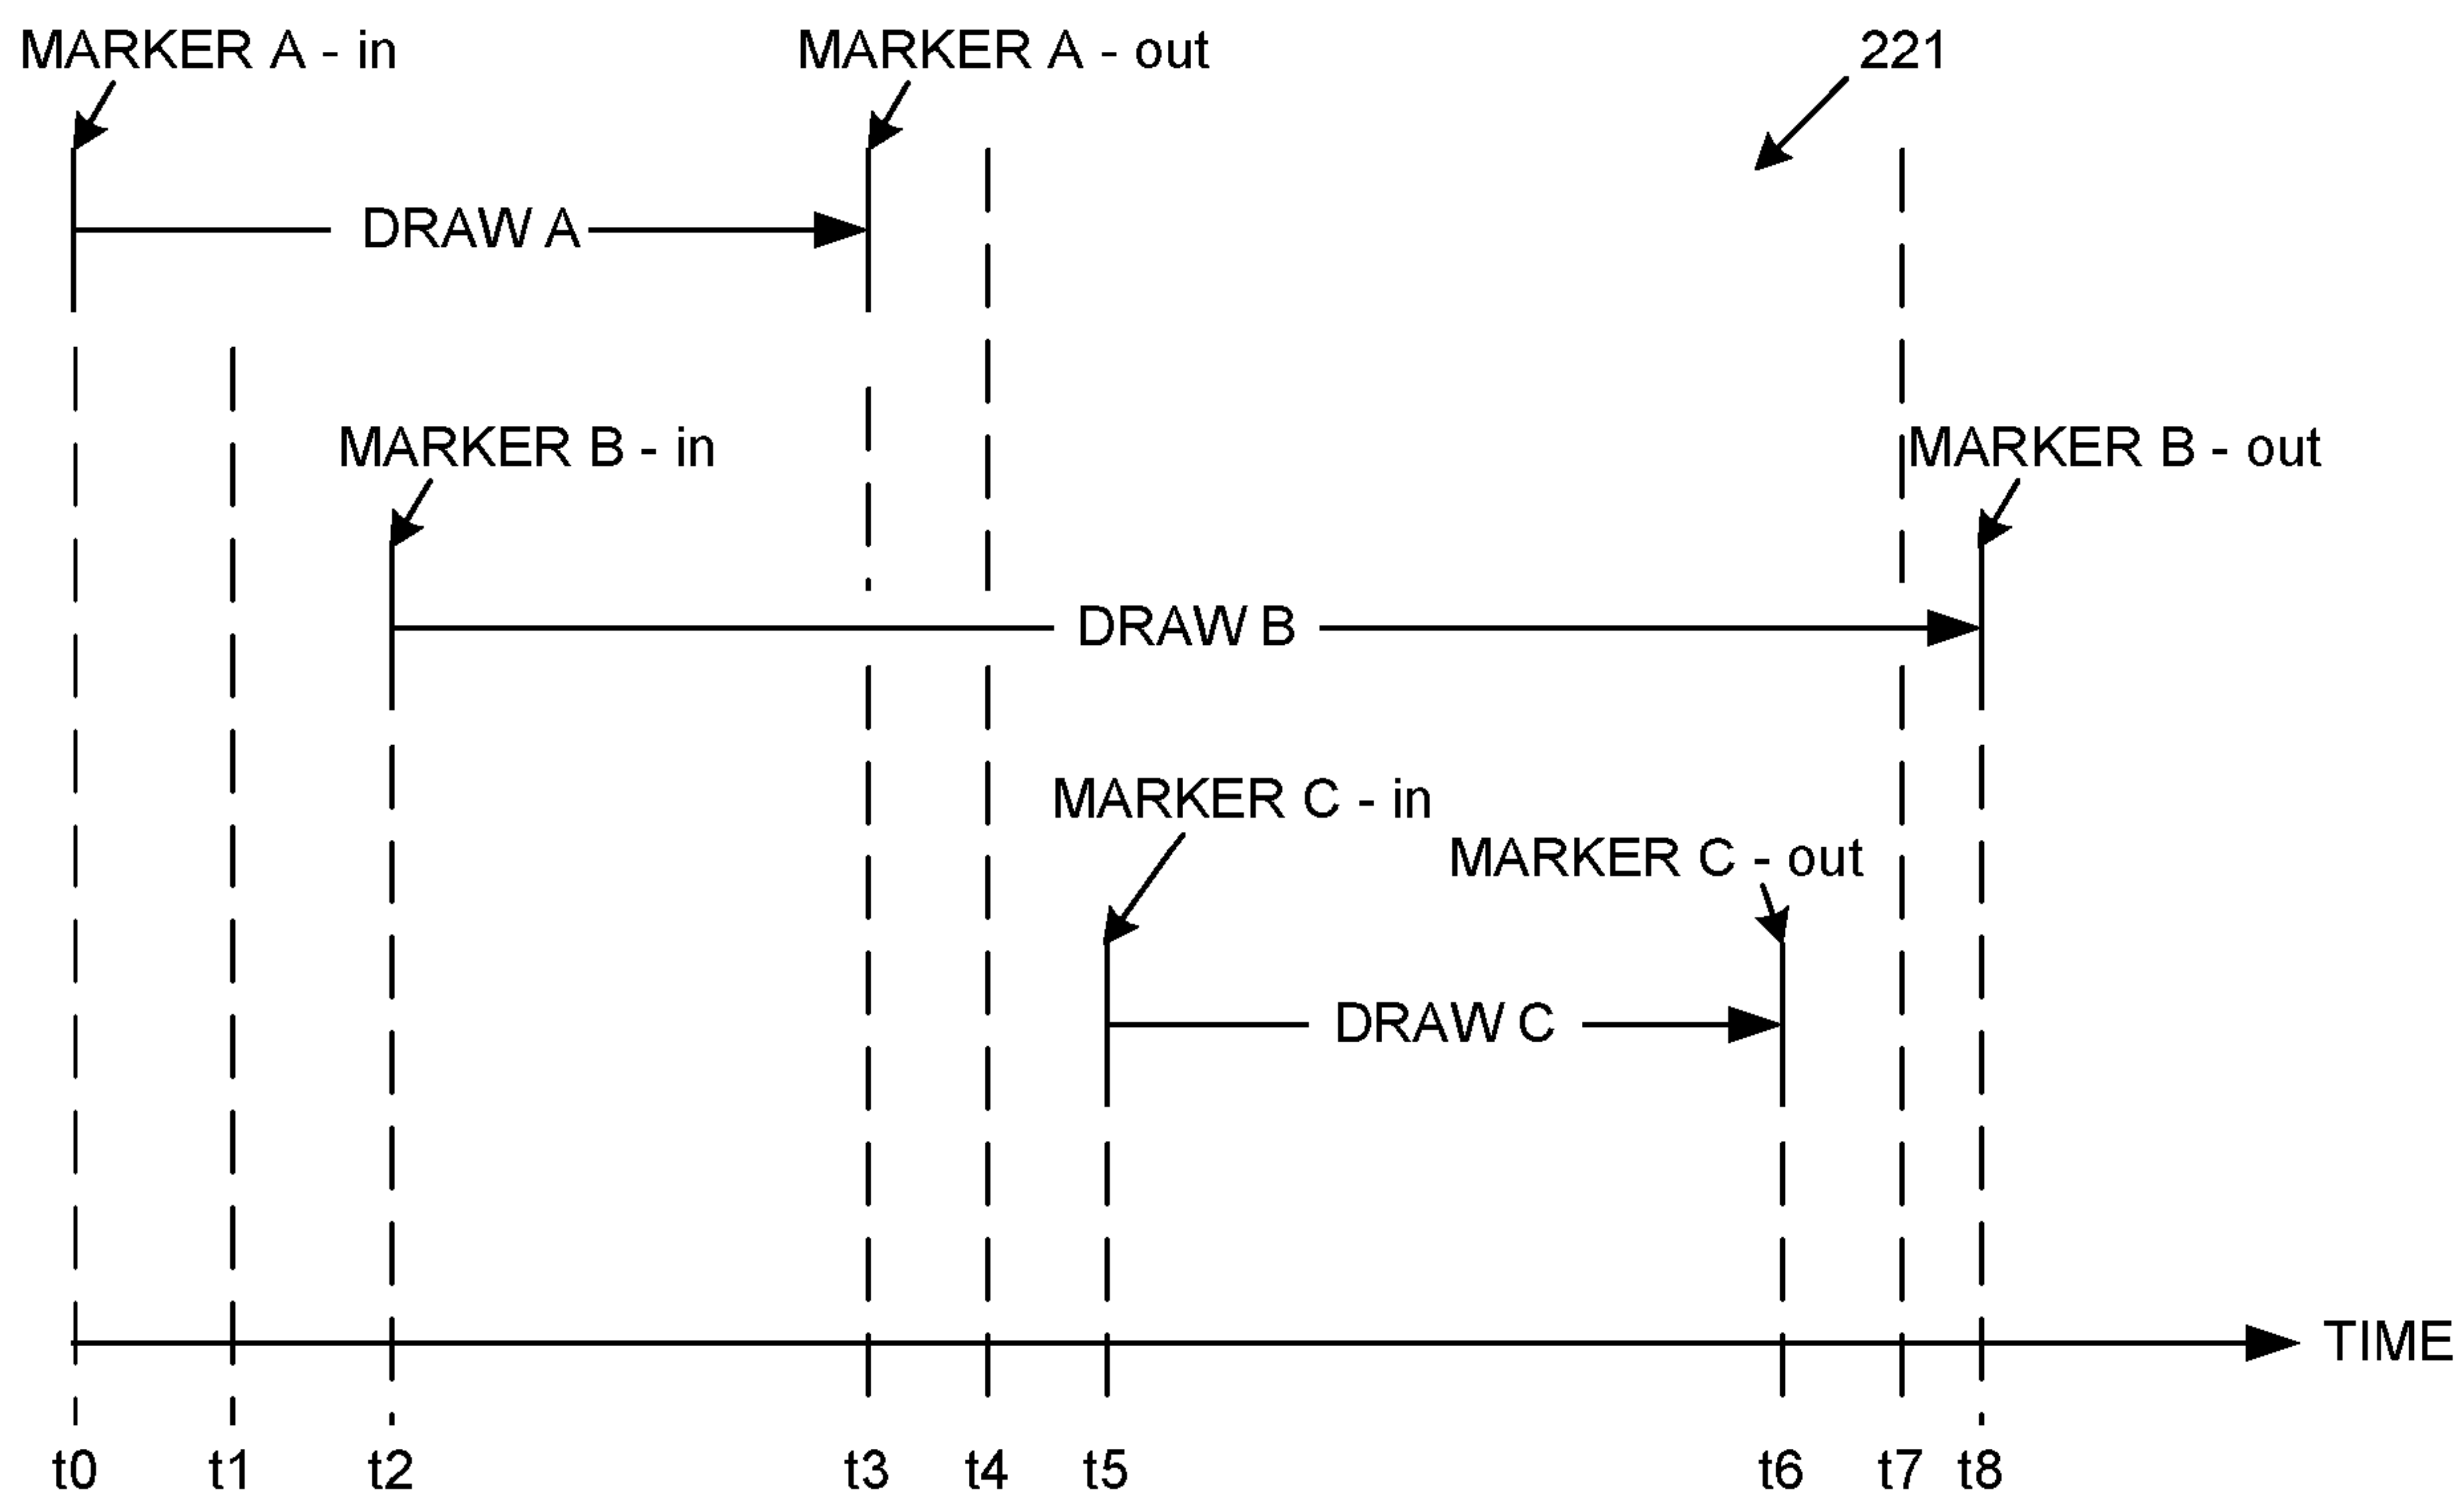 MARKER A - in
MARKER A - out
221
DRAW A
MARKER B - in
MARKER B - out
DRAW B
MARKER C - in
MARKER C - out
DRAW C
TIME
t0 t1 t2 t3 t4 t5 t6 t7 t8